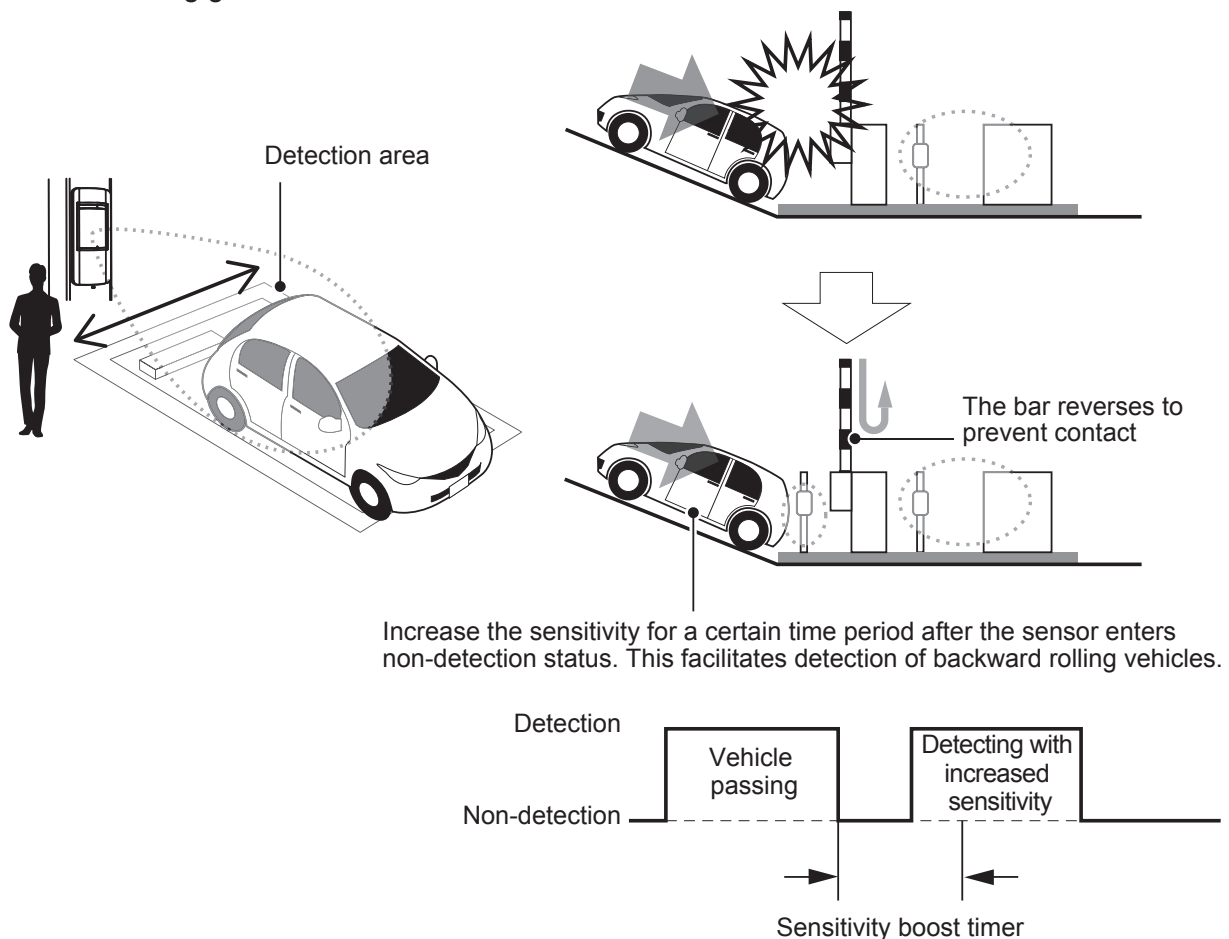 Detection area
The bar reverses to
prevent contact
Increase the sensitivity for a certain time period after the sensor enters
non-detection status. This facilitates detection of backward rolling vehicles.
Detection
Vehicle
passing
Detecting with
increased
sensitivity
Non-detection
Sensitivity boost timer